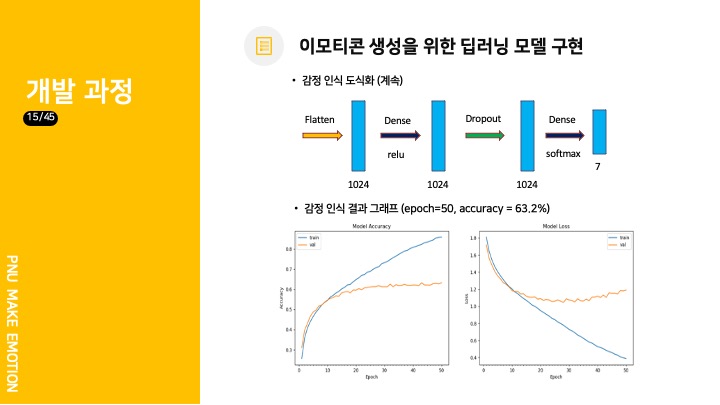 이모티콘 생성을 위한 딥러닝 모델 구현
개발 과정
15/45
• 감정 인식 도식화 (계속)
Flatten
Dense
Dropout
Dense
relu
softmax
1024
1024
1024
7
• 감정 인식 결과 그래프 (epoch=50, accuracy = 63.2%)
Model Accuracy
train
val
Accuracy
0.8
0.7
0.6
0.5
0.4
0.3
0 10 20 30 40 50
Epoch
Model Loss
train
val
Loss
1.8
1.6
1.4
1.2
1.0
0.8
0.6
0.4
0 10 20 30 40 50
Epoch
PNU MAKE EMOTION